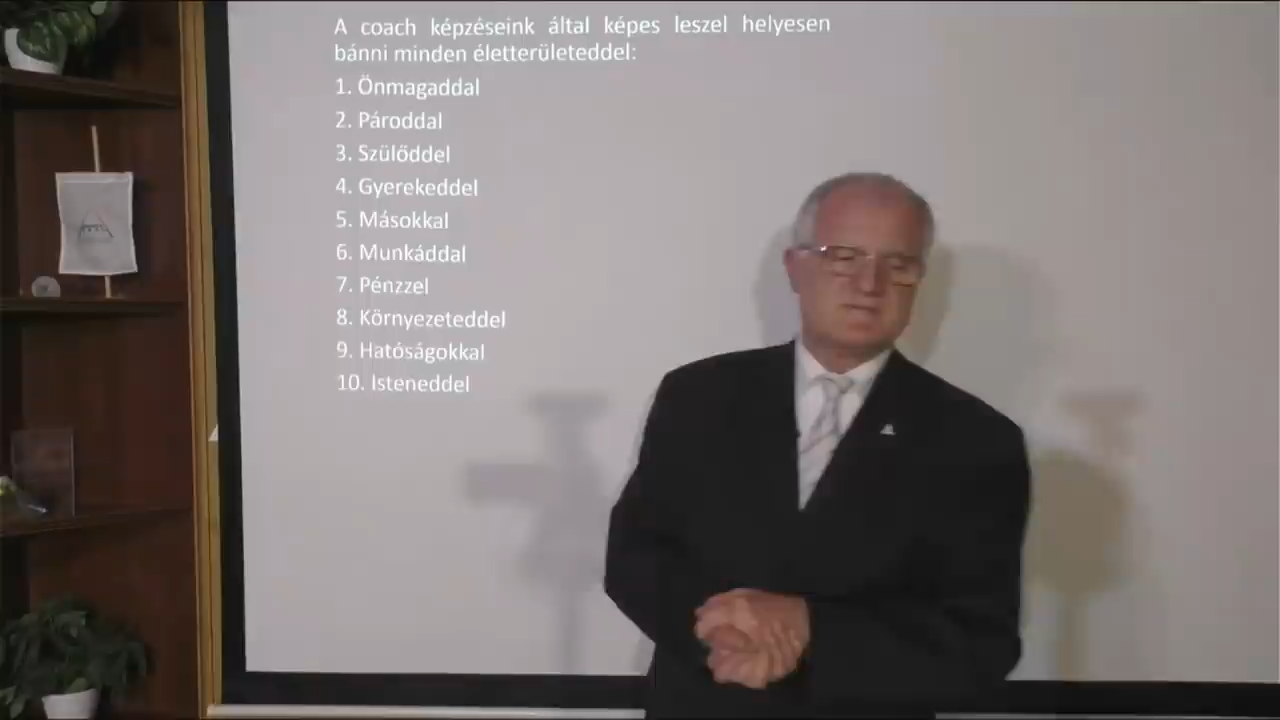 A coach képzéseink által képes leszel helyesen
bánni minden életterületeddel:
1. Önmagaddal
2. Pároddal
3. Szülőddel
4. Gyerekeddel
5. Másokkal
6. Munkáddal
7. Pénzzel
8. Környezeteddel
9. Hatóságokkal
10. Isteneddel